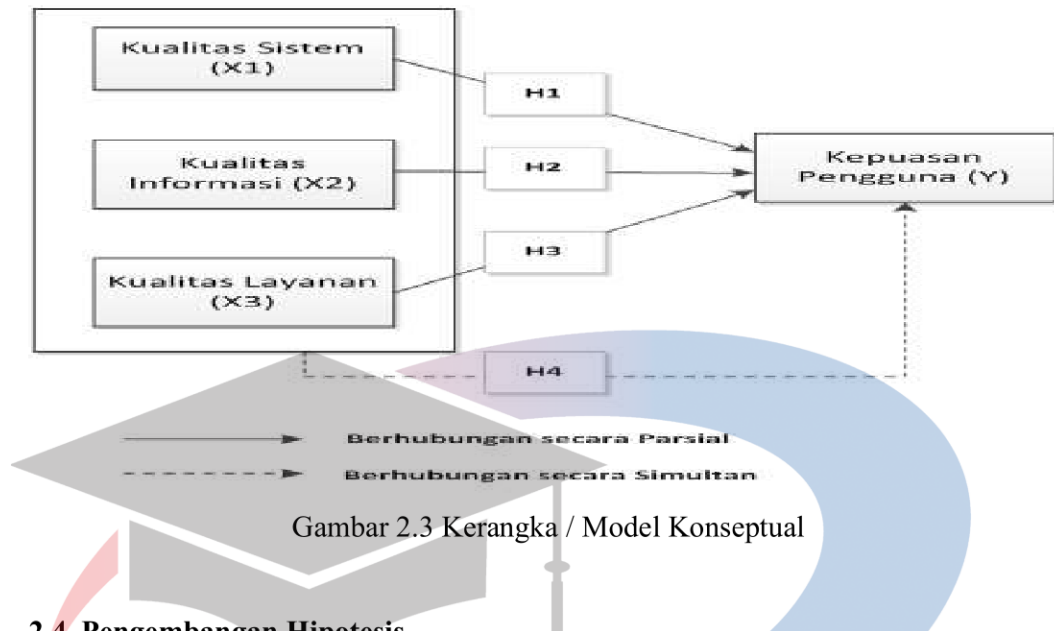 Kualitas Sistem
(X1)
H1
Kualitas
Informasi (X2)
H2
Kepuasan
Pengguna (Y)
H3
Kualitas Layanan
(X3)
H4
Berhubungan secara Parsial
Berhubungan secara Simultan
Gambar 2.3 Kerangka / Model Konseptual
2.4 Pengembangan Hipotesis